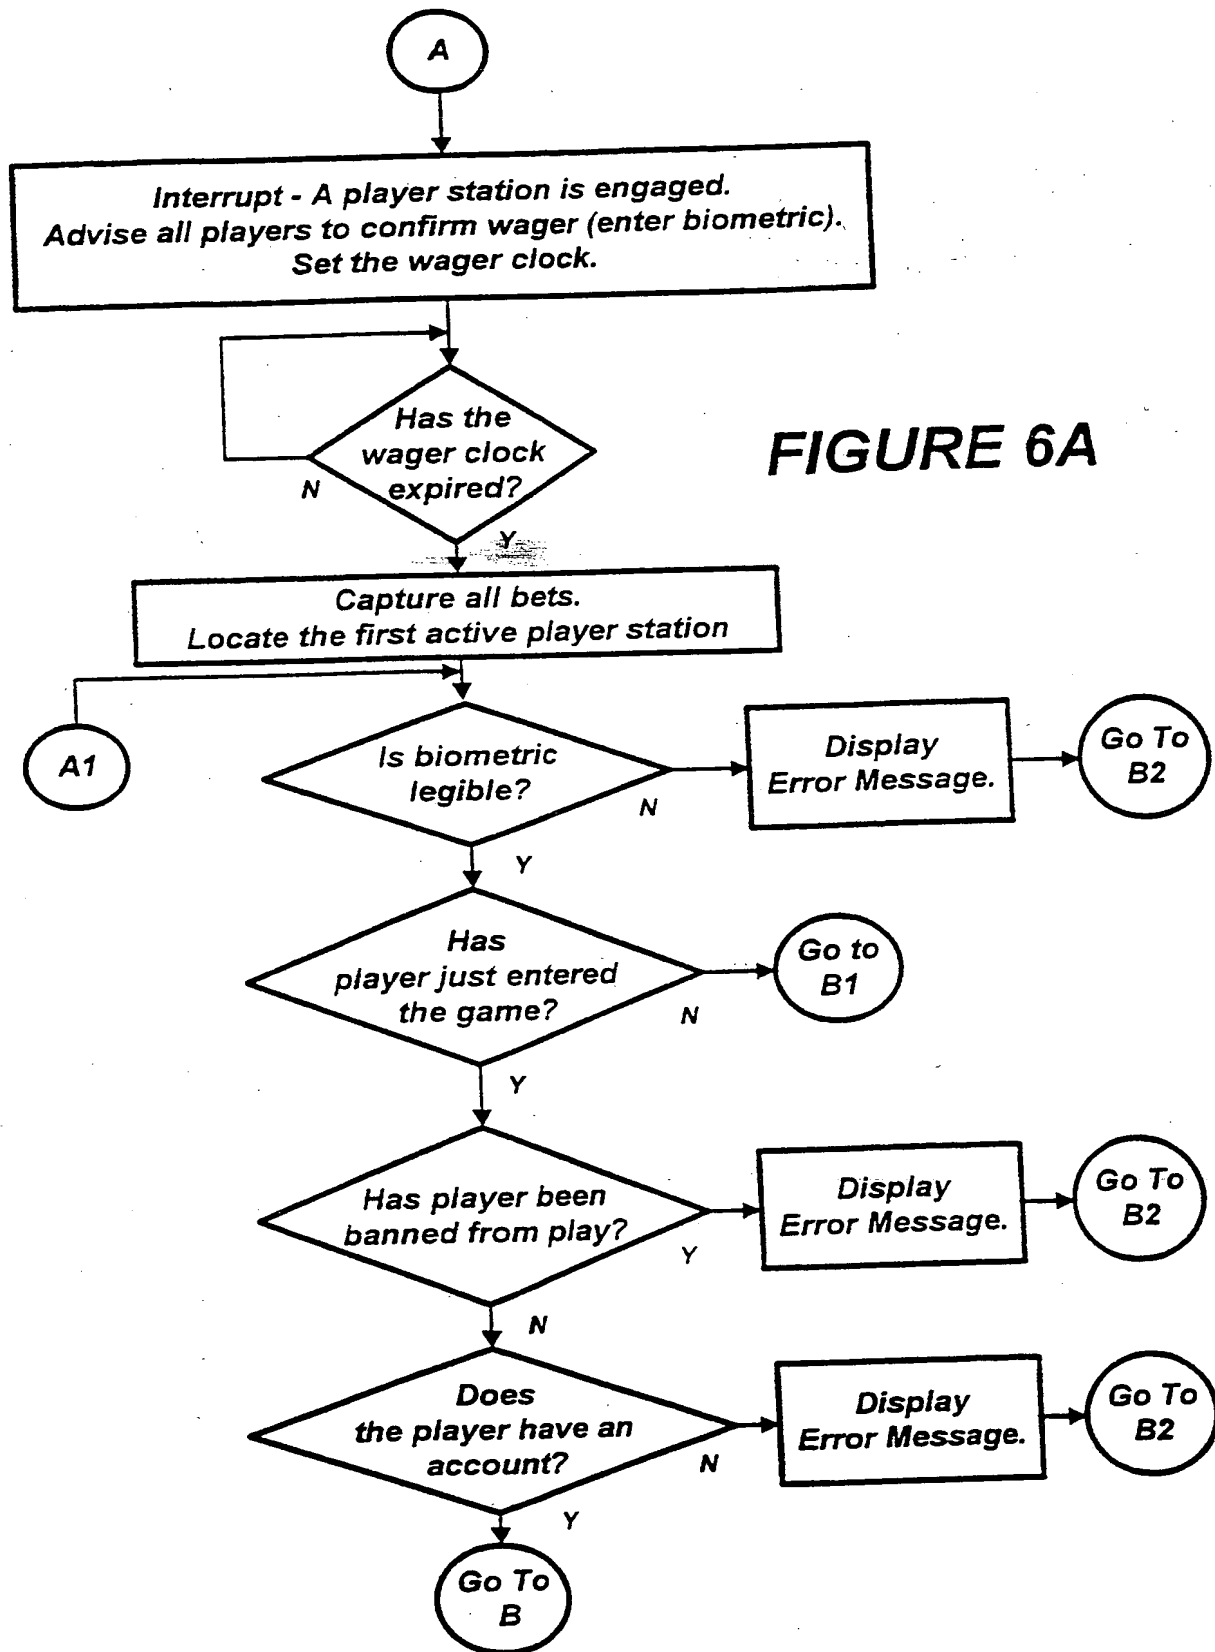 A
Interrupt - A player station is engaged.
Advise all players to confirm wager (enter biometric).
Set the wager clock.
Has the
wager clock
expired?
N
FIGURE 6A
Y
Capture all bets.
Locate the first active player station
A1
Is biometric
legible?
N
Display
Error Message.
Go To
B2
Y
Has
player just entered
the game?
N
Go to
B1
Y
Has player been
banned from play?
Y
Display
Error Message.
Go To
B2
N
Does
the player have an
account?
N
Display
Error Message.
Go To
B2
Y
Go To
B